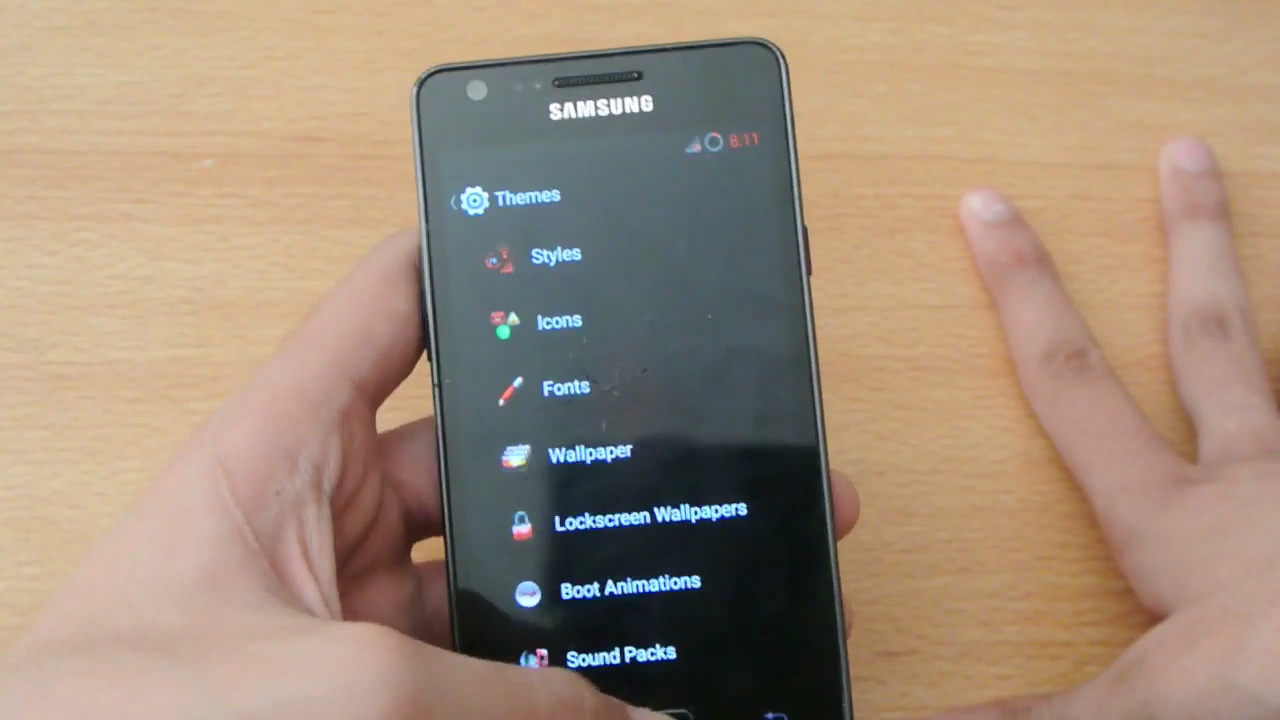 SAMSUNG
8:11
Themes
Styles
Icons
Fonts
Wallpaper
Lockscreen Wallpapers
Boot Animations
Sound Packs